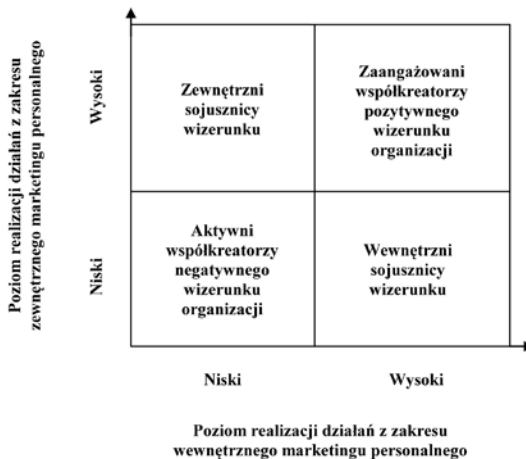 Poziom realizacji działań z zakresu
zewnętrznego marketingu personalnego
Wysoki
Niski
Zewnętrzni
sojusznicy
wizerunku
Zaangażowani
współkreatorzy
pozytywnego
wizerunku
organizacji
Aktywni
współkreatorzy
negatywnego
wizerunku
organizacji
Wewnętrzni
sojusznicy
wizerunku
Niski
Wysoki
Poziom realizacji działań z zakresu
wewnętrznego marketingu personalnego